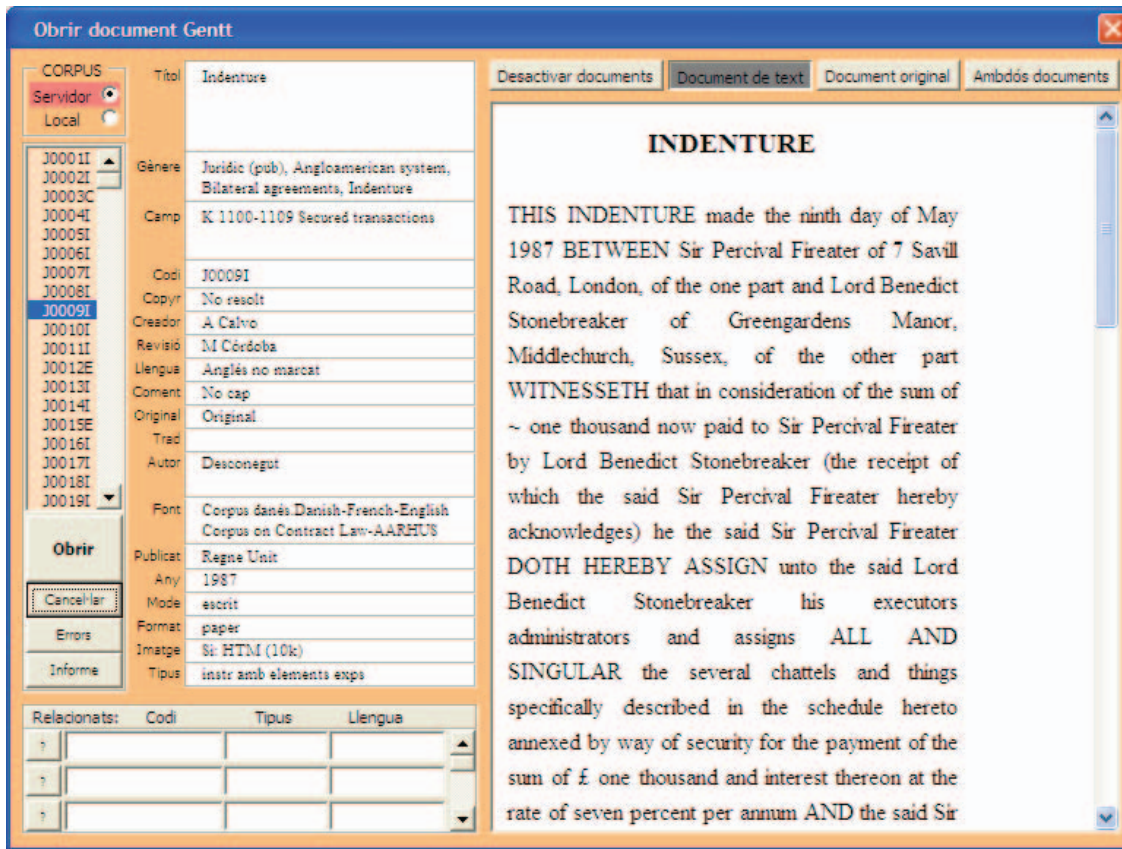 Obrir document Gentt
CORPUS
Servidor
Local
J0001I
J0002I
J0003C
J0004I
J0005I
J0006I
J0007I
J0008I
J0009I
J0010I
J0011I
J0012E
J0013I
J0014I
J0015E
J0016I
J0017I
J0018I
J0019I
Obrir
Cancel·lar
Errors
Informe
Títol Indenture
Gènere Juridic (pub), Angloamerican system,
Bilateral agreements, Indenture
Camp K 1100-1109 Secured transactions
Codi J0009I
Copyr No resolt
Creador A Calvo
Revisió M Córdoba
Llengua Anglés no marcat
Coment No cap
Original Original
Trad
Autor Desconegut
Font Corpus danés.Danish-French-English
Corpus on Contract Law-AARHUS
Publicat Regne Unit
Any 1987
Mode escrit
Format paper
Imatge Si: HTM (10k)
Tipus instr amb elements exps
Relacionats: Codi Tipus Llengua
?
?
?
Desactivar documents Document de text Document original Ambdós documents
INDENTURE
THIS INDENTURE made the ninth day of May
1987 BETWEEN Sir Percival Fireater of 7 Savill
Road, London, of the one part and Lord Benedict
Stonebreaker of Greengardens Manor,
Middlechurch, Sussex, of the other part
WITNESSETH that in consideration of the sum of
~ one thousand now paid to Sir Percival Fireater
by Lord Benedict Stonebreaker (the receipt of
which the said Sir Percival Fireater hereby
acknowledges) he the said Sir Percival Fireater
DOTH HEREBY ASSIGN unto the said Lord
Benedict Stonebreaker his executors
administrators and assigns ALL AND
SINGULAR the several chattels and things
specifically described in the schedule hereto
annexed by way of security for the payment of the
sum of £ one thousand and interest thereon at the
rate of seven percent per annum AND the said Sir